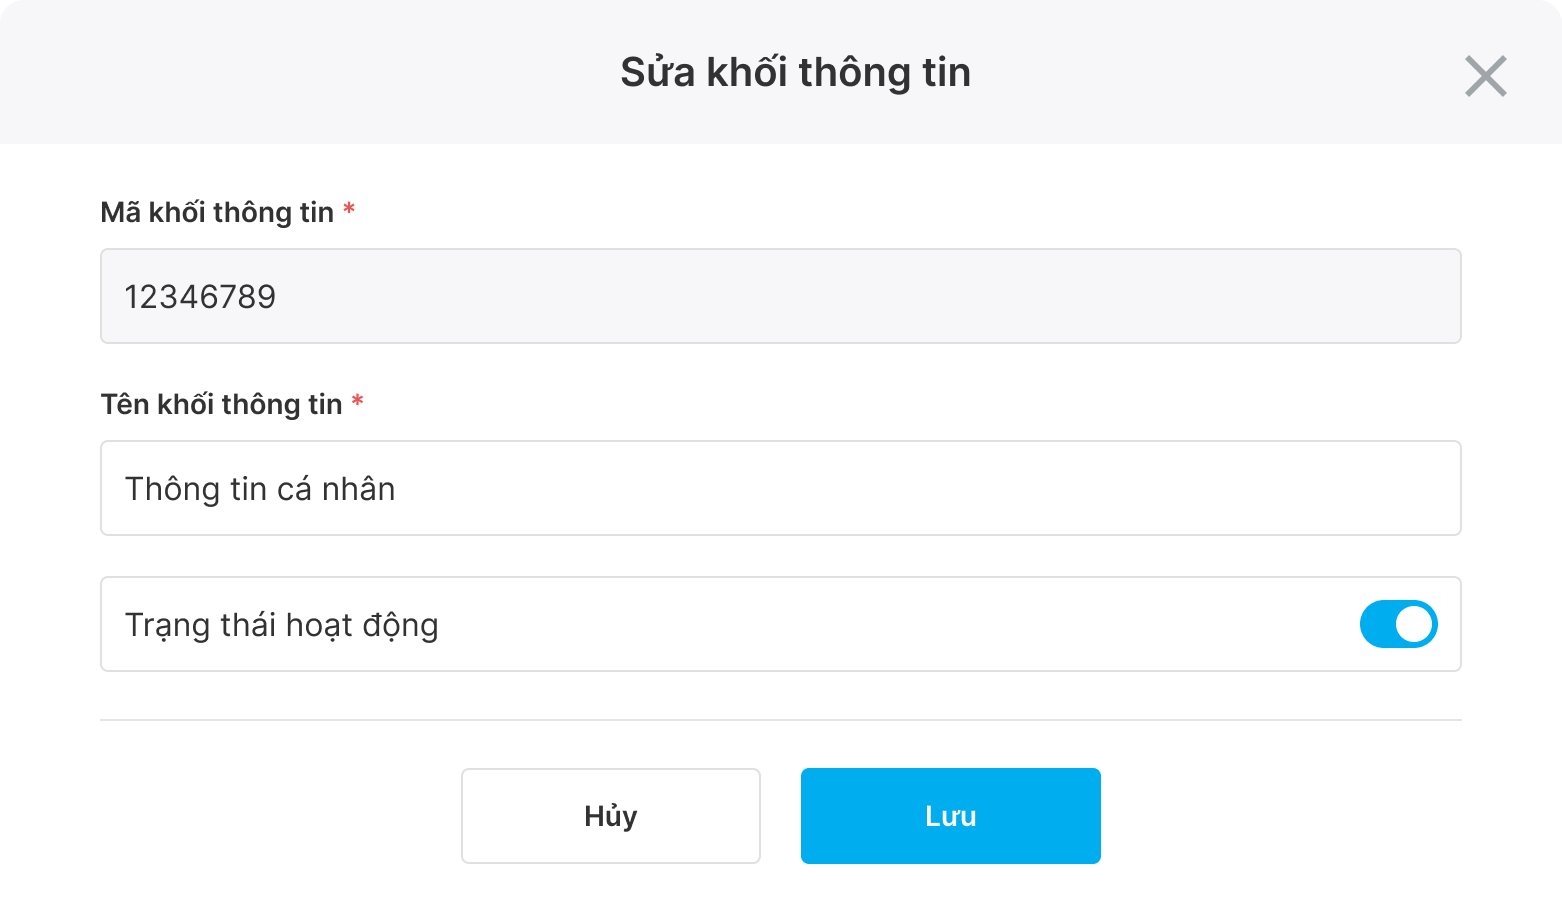 Sửa khối thông tin
Mã khối thông tin *
12346789
Tên khối thông tin *
Thông tin cá nhân
Trạng thái hoạt động
Hủy
Lưu